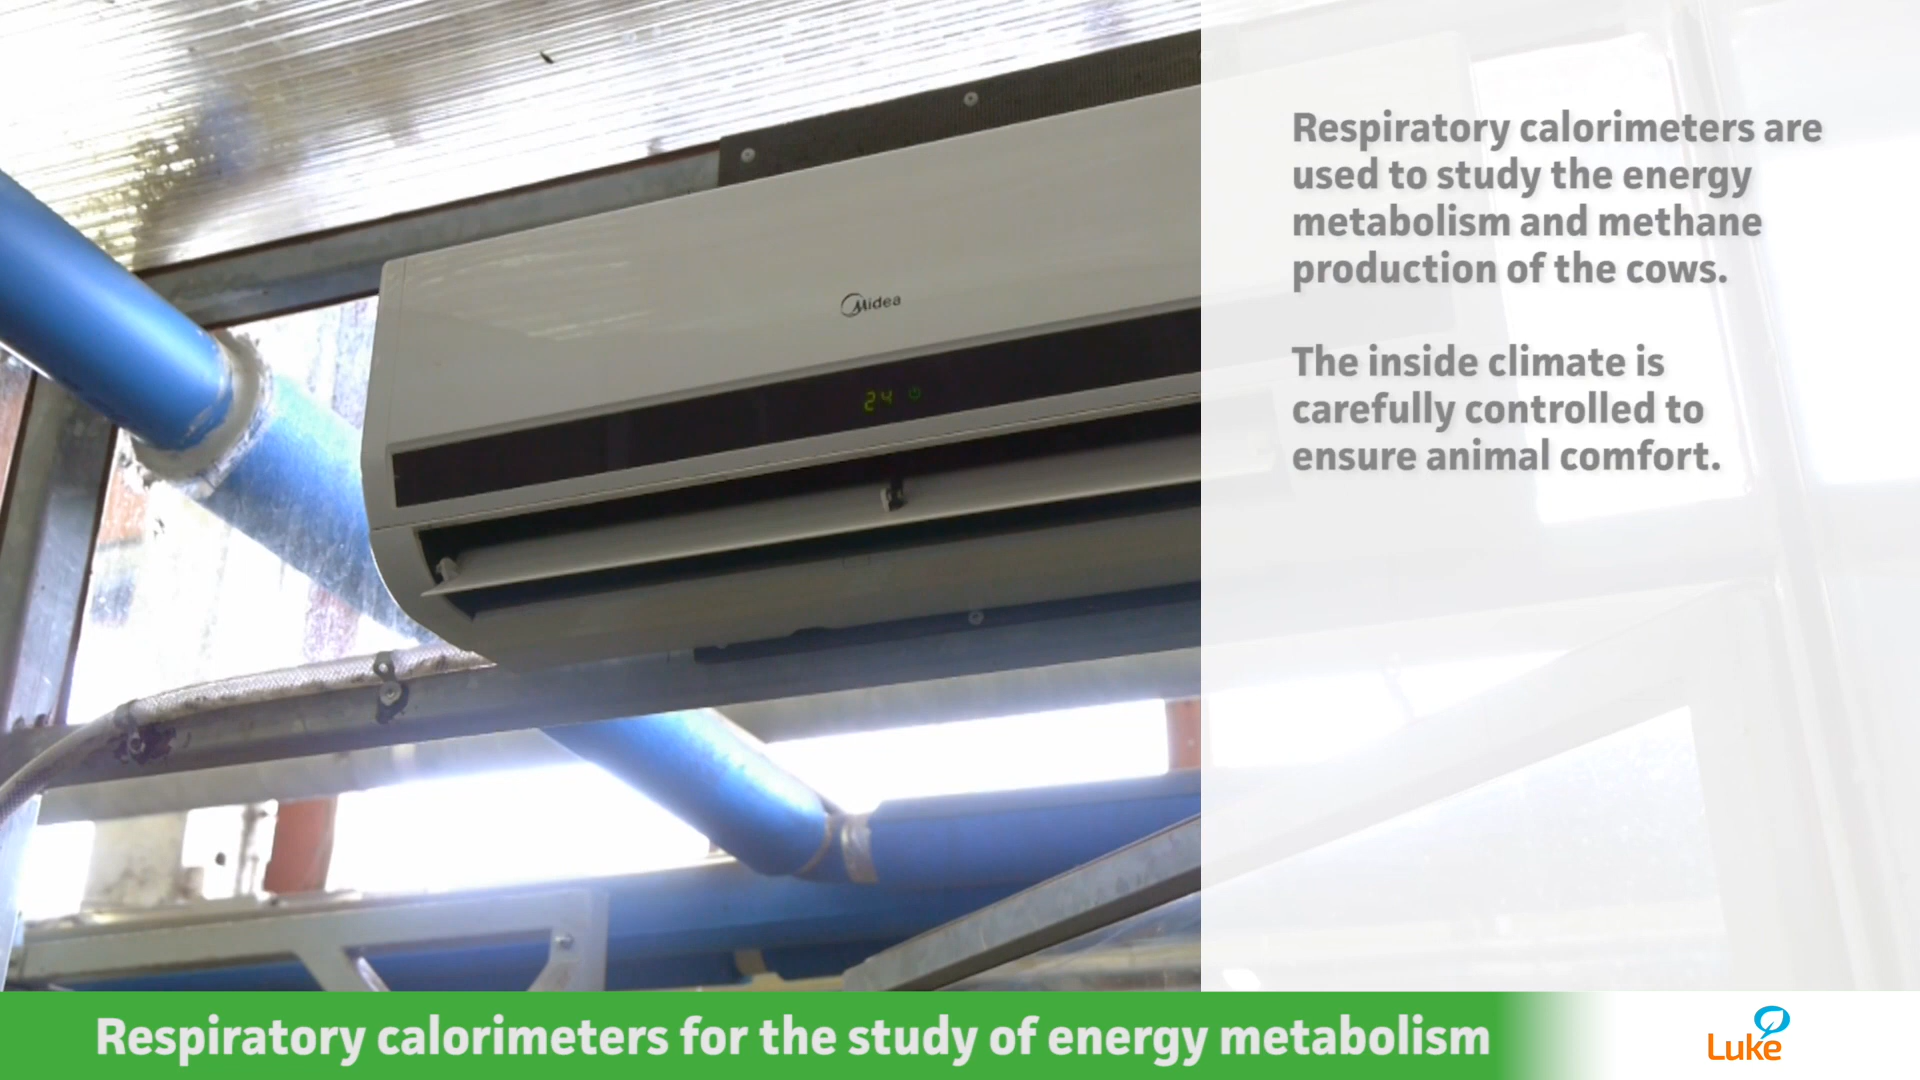 Respiratory calorimeters are
used to study the energy
metabolism and methane
production of the cows.
The inside climate is
carefully controlled to
ensure animal comfort.
Midea
24
Respiratory calorimeters for the study of energy metabolism
Luke